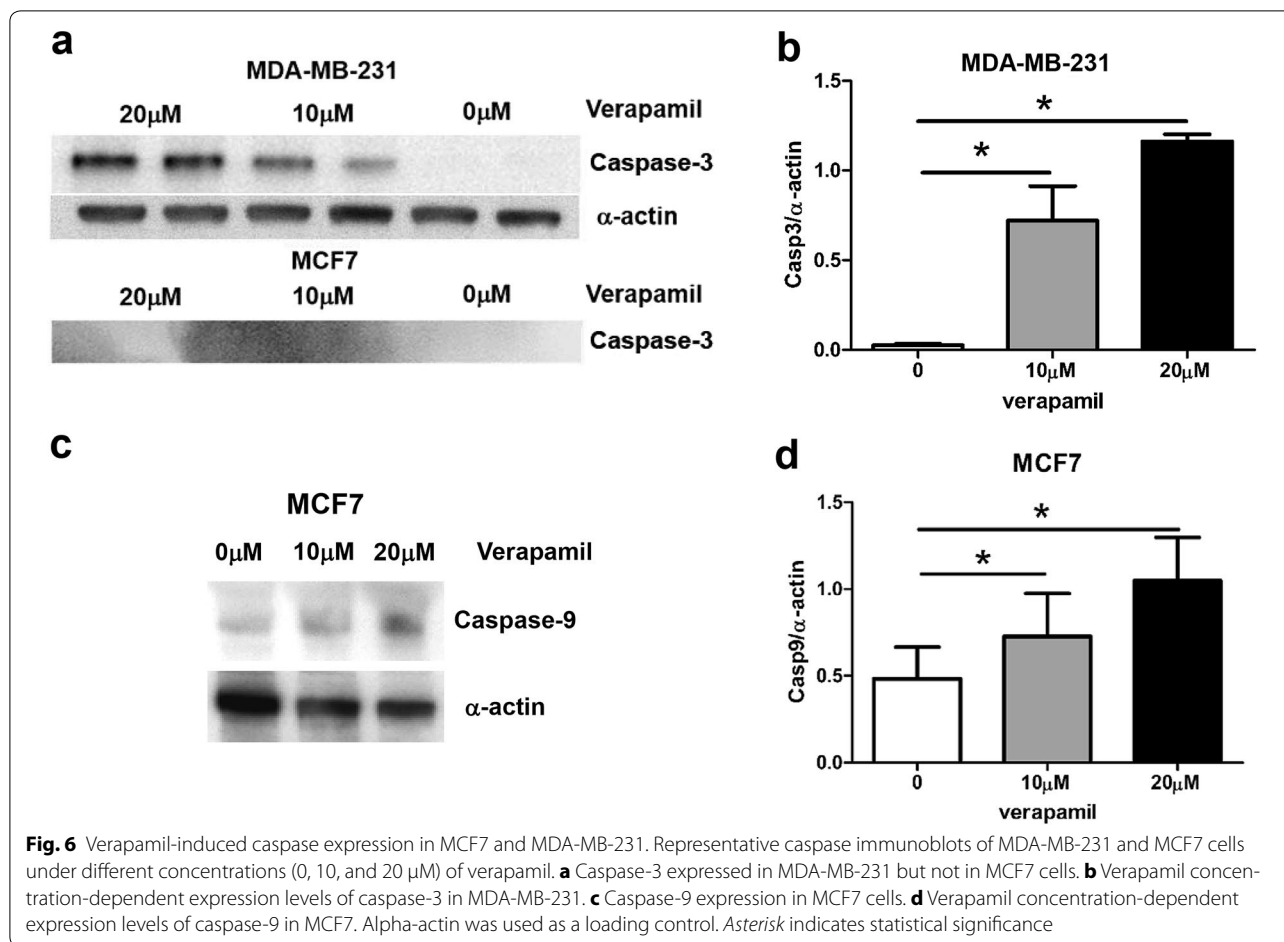 a
MDA-MB-231
20μM 10μM 0μM Verapamil
Caspase-3
α-actin
MCF7
20μM 10μM 0μM Verapamil
Caspase-3
b
MDA-MB-231
1.5
1.0
0.5
0.0
Casp3/α-actin
*
*
0 10μM 20μM
verapamil
c
MCF7
0μM 10μM 20μM Verapamil
Caspase-9
α-actin
d
MCF7
1.5
1.0
0.5
0.0
Casp9/α-actin
*
*
0 10μM 20μM
verapamil
Fig. 6 Verapamil-induced caspase expression in MCF7 and MDA-MB-231. Representative caspase immunoblots of MDA-MB-231 and MCF7 cells
under different concentrations (0, 10, and 20 μM) of verapamil. a Caspase-3 expressed in MDA-MB-231 but not in MCF7 cells. b Verapamil concen-
tration-dependent expression levels of caspase-3 in MDA-MB-231. c Caspase-9 expression in MCF7 cells. d Verapamil concentration-dependent
expression levels of caspase-9 in MCF7. Alpha-actin was used as a loading control. Asterisk indicates statistical significance